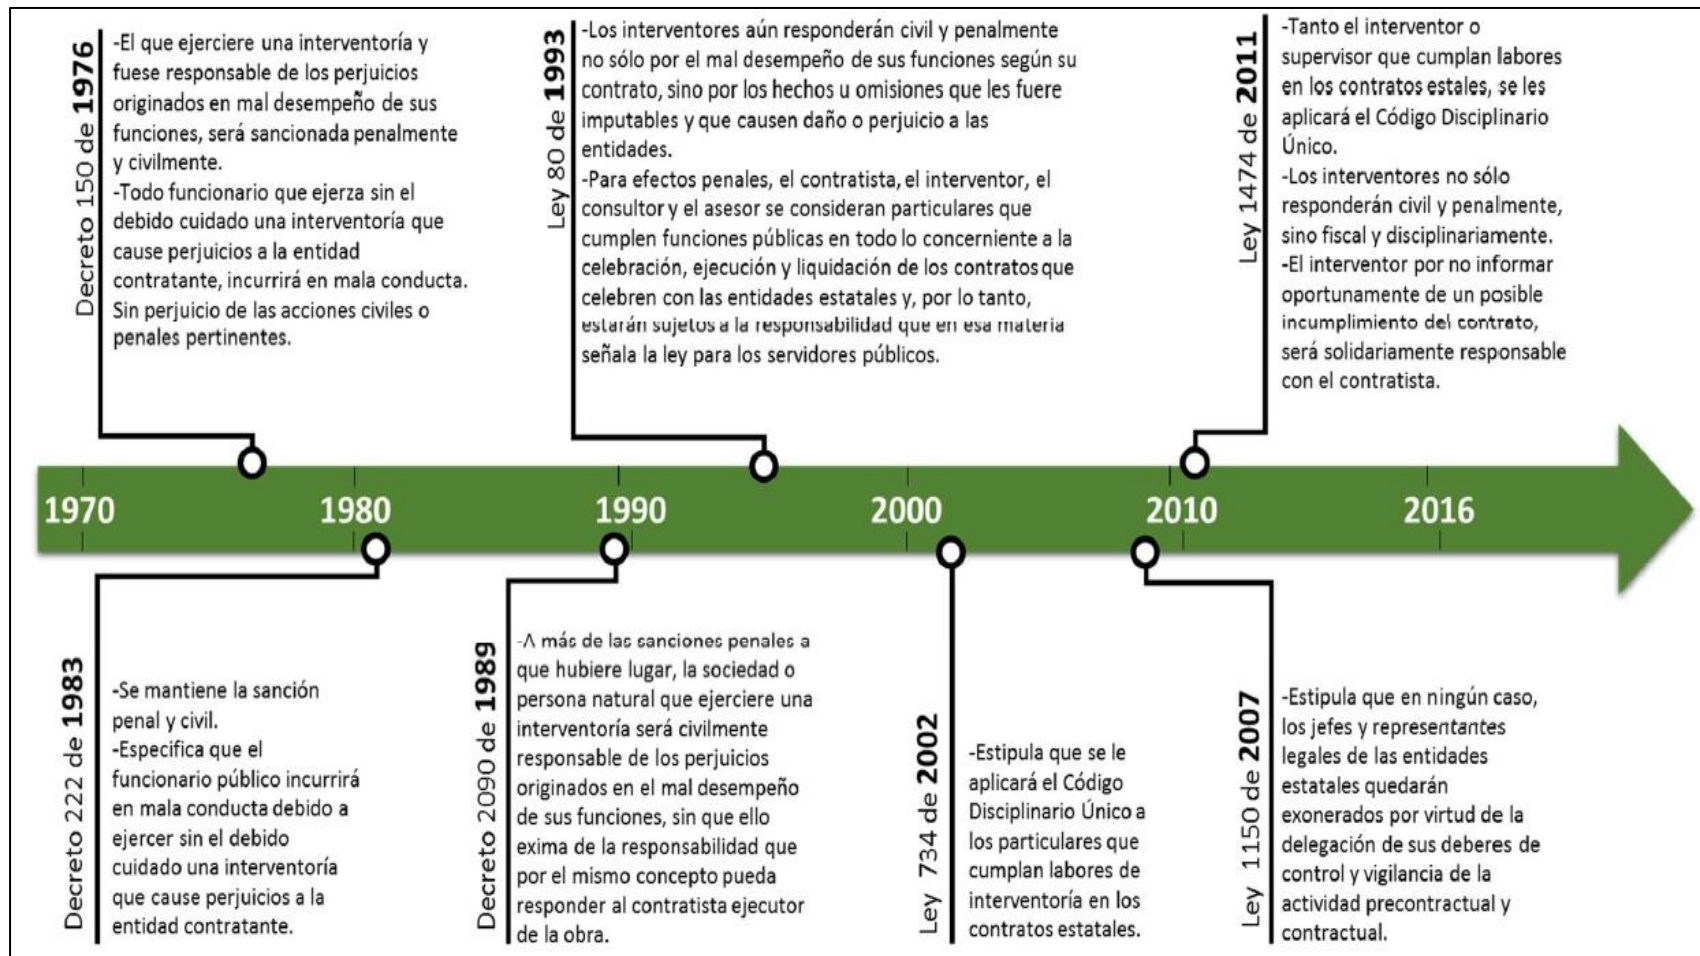 Decreto 150 de 1976
-El que ejerciere una interventoría y
fuese responsable de los perjuicios
originados en mal desempeño de sus
funciones, será sancionada penalmente
y civilmente.
-Todo funcionario que ejerza sin el
debido cuidado una interventoría que
cause perjuicios a la entidad
contratante, incurrirá en mala conducta.
Sin perjuicio de las acciones civiles o
penales pertinentes.
Ley 80 de 1993
-Los interventores aún responderán civil y penalmente
no sólo por el mal desempeño de sus funciones según su
contrato, sino por los hechos u omisiones que les fuere
imputables y que causen daño o perjuicio a las
entidades.
-Para efectos penales, el contratista, el interventor, el
consultor y el asesor se consideran particulares que
cumplen funciones públicas en todo lo concerniente a la
celebración, ejecución y liquidación de los contratos que
celebren con las entidades estatales y, por lo tanto,
estarán sujetos a la responsabilidad que en esa materia
señala la ley para los servidores públicos.
Ley 1474 de 2011
-Tanto el interventor o
supervisor que cumplan labores
en los contratos estales, se les
aplicará el Código Disciplinario
Único.
-Los interventores no sólo
responderán civil y penalmente,
sino fiscal y disciplinariamente.
-El interventor por no informar
oportunamente de un posible
incumplimiento del contrato,
será solidariamente responsable
con el contratista.
1970 1980 1990 2000 2010 2016
Decreto 222 de 1983
-Se mantiene la sanción
penal y civil.
-Especifica que el
funcionario público incurrirá
en mala conducta debido a
ejercer sin el debido
cuidado una interventoría
que cause perjuicios a la
entidad contratante.
Decreto 2090 de 1989
-A más de las sanciones penales a
que hubiere lugar, la sociedad o
persona natural que ejerciere una
interventoría será civilmente
responsable de los perjuicios
originados en el mal desempeño
de sus funciones, sin que ello
exima de la responsabilidad que
por el mismo concepto pueda
responder al contratista ejecutor
de la obra.
Ley 734 de 2002
-Estipula que se le
aplicará el Código
Disciplinario Único a
los particulares que
cumplan labores de
interventoría en los
contratos estatales.
Ley 1150 de 2007
-Estipula que en ningún caso,
los jefes y representantes
legales de las entidades
estatales quedarán
exonerados por virtud de la
delegación de sus deberes de
control y vigilancia de la
actividad precontractual y
contractual.